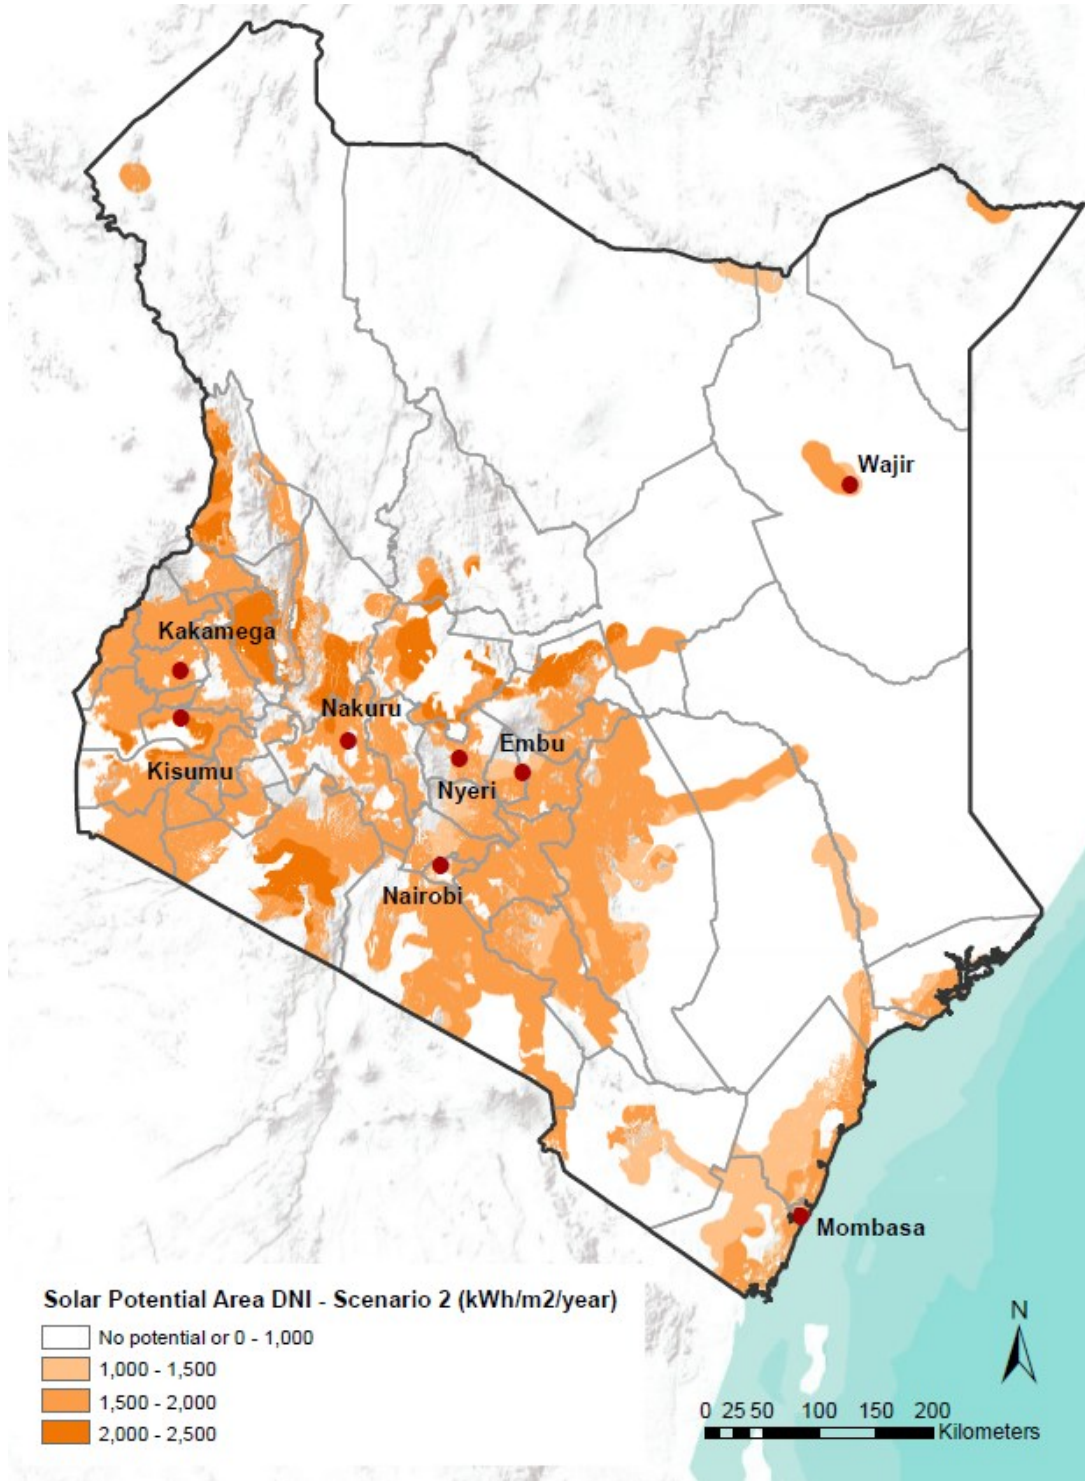 Wajir
Kakamega
Nakuru
Embu
Kisumu
Nyeri
Nairobi
Mombasa
Solar Potential Area DNI - Scenario 2 (kWh/m2/year)
No potential or 0 - 1,000
1,000 - 1,500
1,500 - 2,000
2,000 - 2,500
N
0 25 50 100 150 200
Kilometers